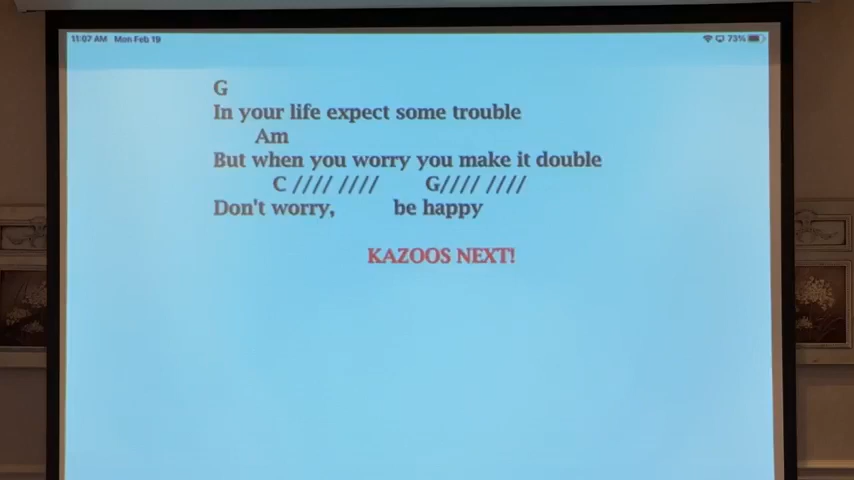 11:07 AM Mon Feb 19
73%
G
In your life expect some trouble
Am
But when you worry you make it double
C //// //// G//// ////
Don't worry, be happy
KAZOOS NEXT!